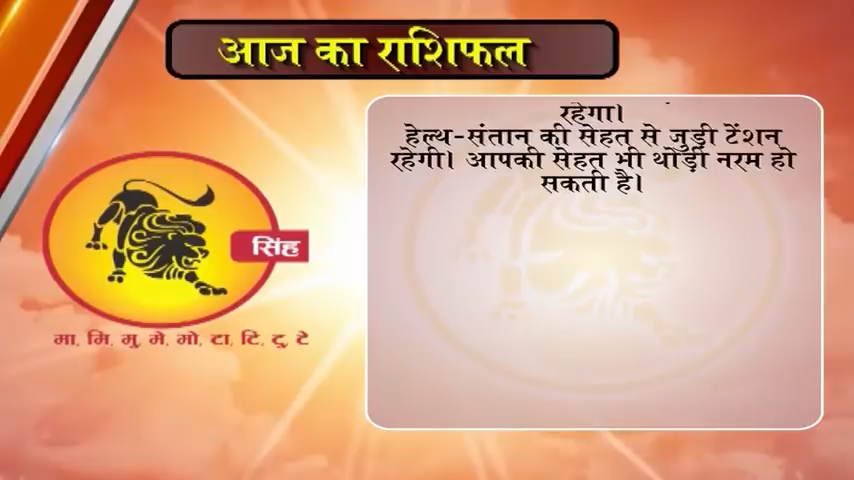 आज का राशिफल
रहेगा।
हेल्थ-संतान की सेहत से जुड़ी टेंशन
रहेगी। आपकी सेहत भी थोड़ी नरम हो
सकती है।
सिंह
मा, मि, मु, मे, मो, टा, टि, टु, टे